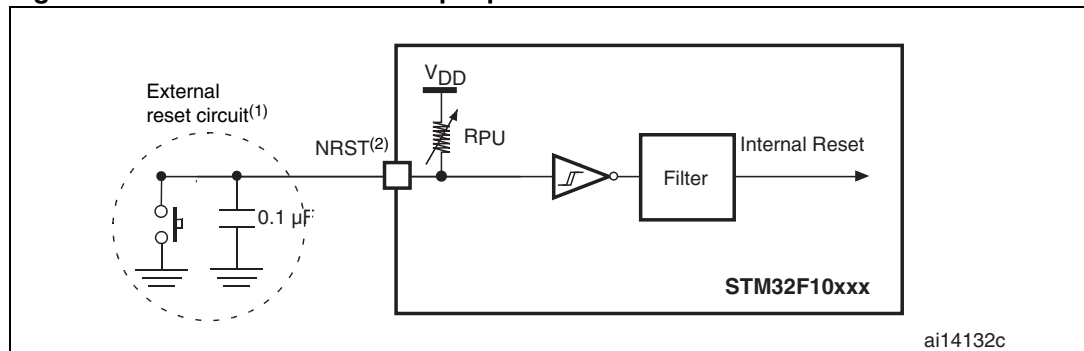 External
reset circuit(1)
VDD
RPU
NRST(2)
Internal Reset
Filter
0.1 µF
STM32F10xxx
ai14132c